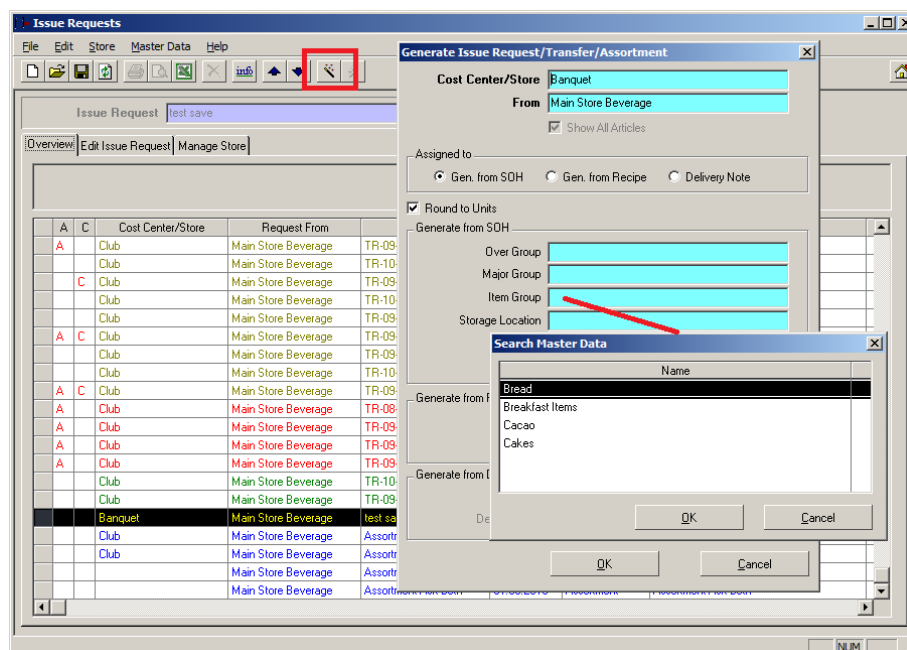 Issue Requests
File Edit Store Master Data Help
info
Issue Request test save
Overview Edit Issue Request Manage Store
A C Cost Center/Store Request From
A Club Main Store Beverage TR-09-
Club Main Store Beverage TR-10-
C Club Main Store Beverage TR-09-
Club Main Store Beverage TR-10-
Club Main Store Beverage TR-09-
A C Club Main Store Beverage TR-09-
Club Main Store Beverage TR-09-
Club Main Store Beverage TR-10-
A C Club Main Store Beverage TR-09-
A Club Main Store Beverage TR-08-
A Club Main Store Beverage TR-09-
A Club Main Store Beverage TR-09-
A Club Main Store Beverage TR-09-
Club Main Store Beverage TR-10-
Club Main Store Beverage TR-09-
Banquet Main Store Beverage test sa
Club Main Store Beverage Assortm
Club Main Store Beverage Assortm
Main Store Beverage Assortm
Main Store Beverage
NUM
Generate Issue Request/Transfer/Assortment
Cost Center/Store Banquet
From Main Store Beverage
Show All Articles
Assigned to
Gen. from SOH Gen. from Recipe Delivery Note
Round to Units
Generate from SOH
Over Group
Major Group
Item Group
Storage Location
Generate from
Generate from
De
OK Cancel
Search Master Data
Name
Bread
Breakfast Items
Cacao
Cakes
OK Cancel